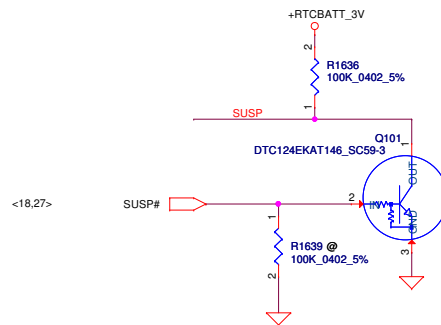 +RTCBATT_3V
2
R1636
100K_0402_5%
1
SUSP
Q101
DTC124EKAT146_SC59-3
1
OUT
<18,27>
SUSP#
2
IN
GND
1
R1639 @
100K_0402_5%
2
3